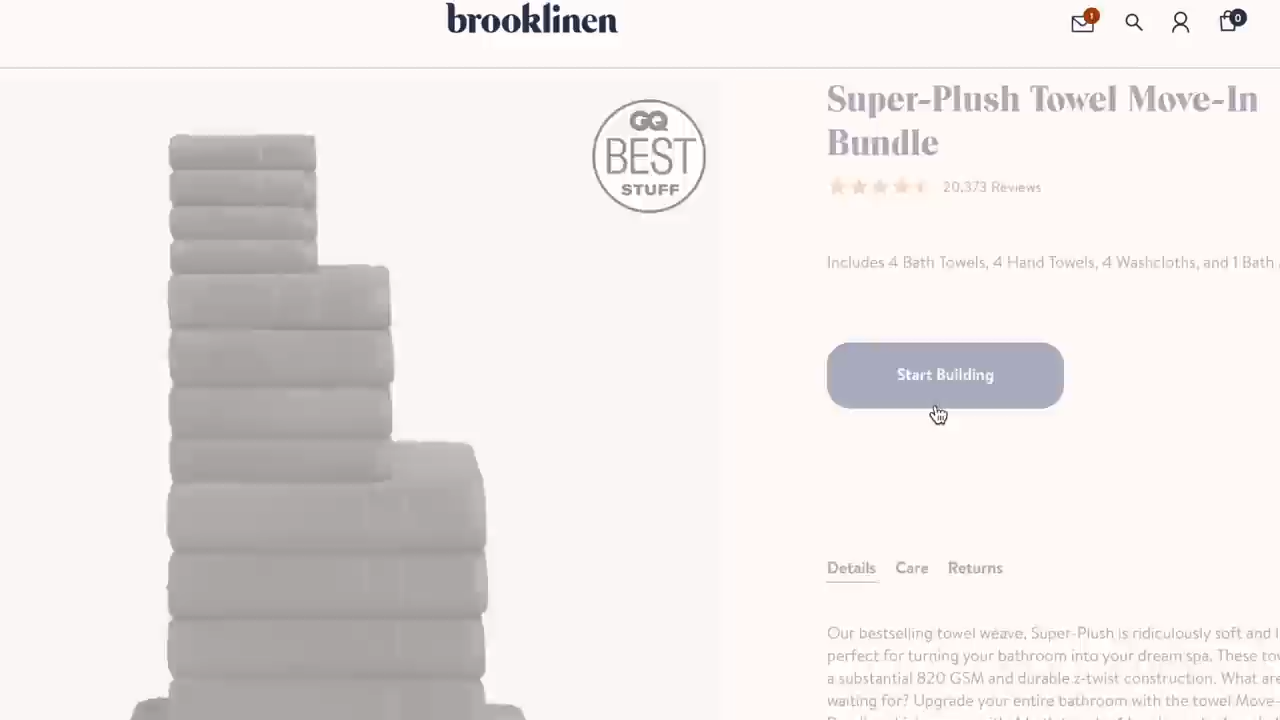 brooklinen
1
0
GQ
BEST
STUFF
Super-Plush Towel Move-In
Bundle
20,373 Reviews
Includes 4 Bath Towels, 4 Hand Towels, 4 Washcloths, and 1 Bath
Start Building
Details Care Returns
Our bestselling towel weave, Super-Plush is ridiculously soft and
perfect for turning your bathroom into your dream spa. These
a substantial 820 GSM and durable z-twist construction. What are
waiting for? Upgrade your entire bathroom with the towel Move-